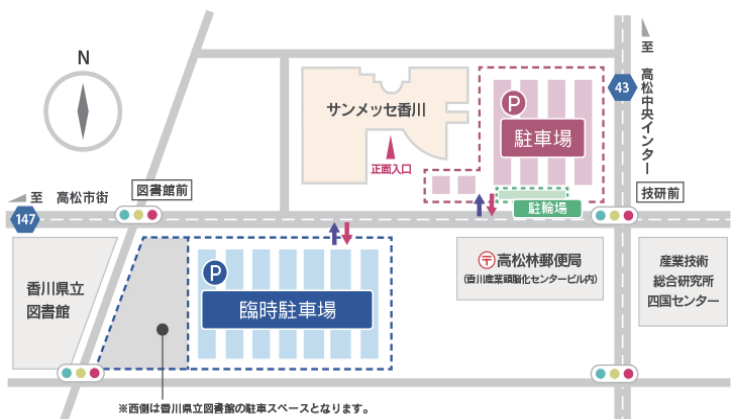 N
サンメッセ香川
正面入口
P
駐車場
駐輪場
43
至 高松中央インター
至 高松市街
147
図書館前
技研前
香川県立
図書館
P
臨時駐車場
〒高松林郵便局
(香川産業頭脳化センタービル内)
産業技術
総合研究所
四国センター
※西側は香川県立図書館の駐車スペースとなります。